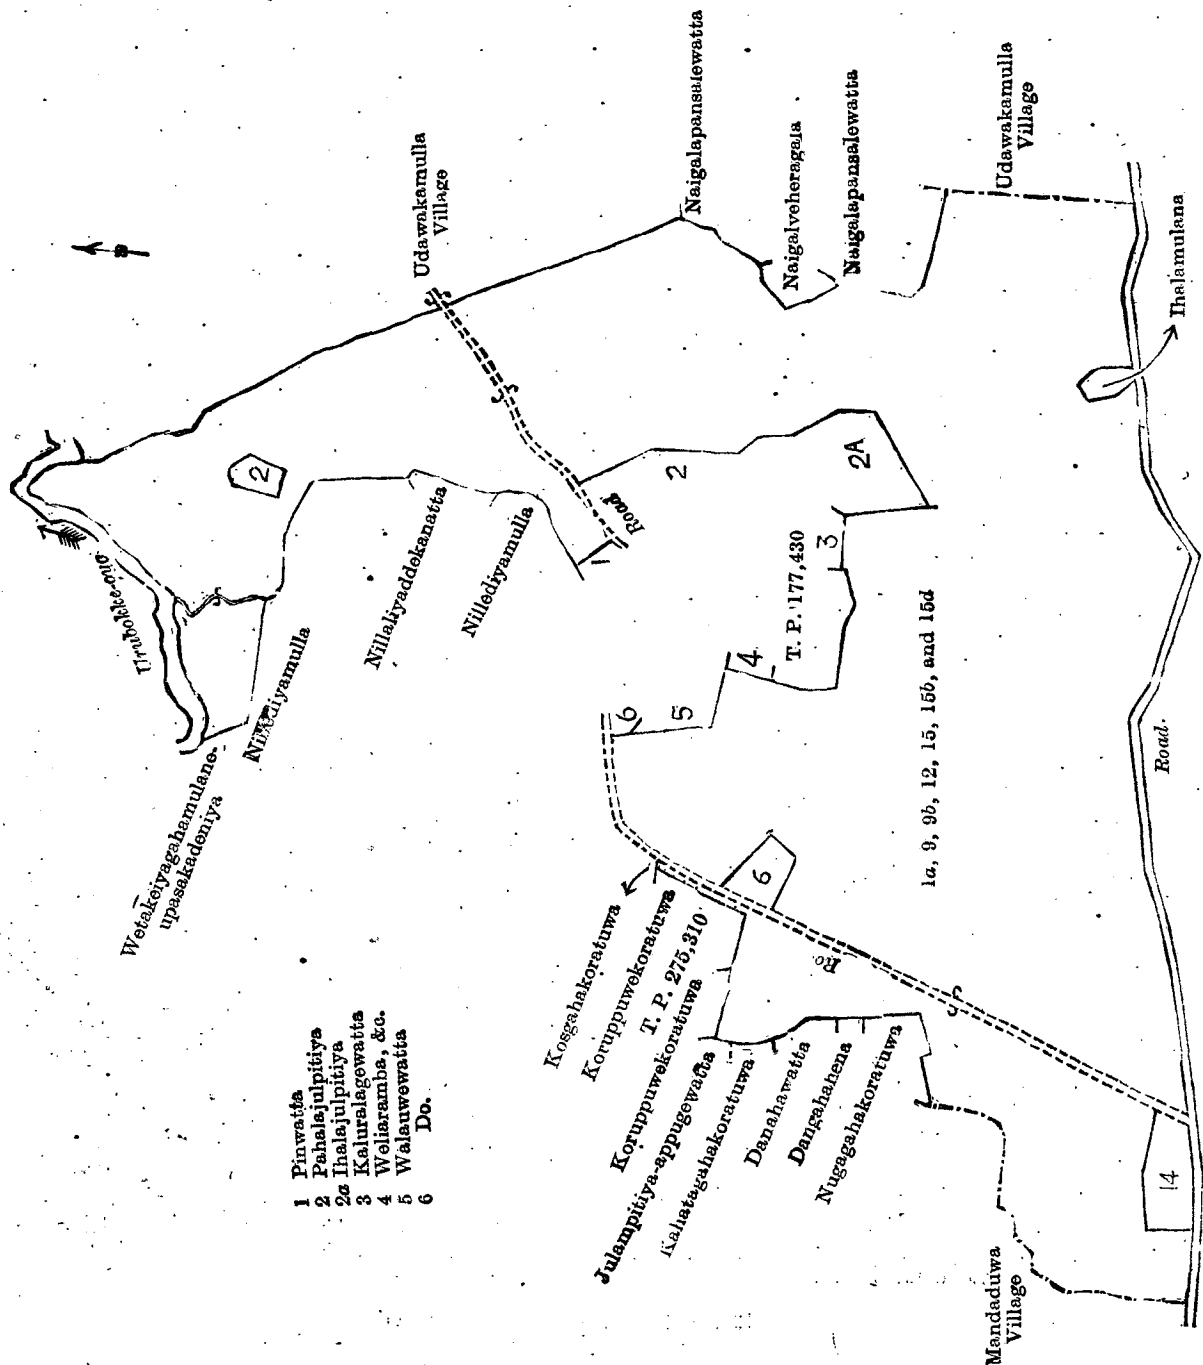 Urubokke-oya
2
Wetakeiyagahamulane-
upasakadeniya
Nillediyamulla
Nillaliyaddekanatta
Nillediyamulla
Udawakamulla
Village
Naigalapansalewatta
Naigalveheragala
Naigalapansalewatta
Udawakamulla
Village
1
Road
2
2A
3
T. P. 177,430
4
5
6
Kosgahakoratuwa
Koruppuwekoratuwa
T. P. 275,310
Koruppuwekoratuwa
Julampitiya-appugewatta
Kahatagahakoratuwa
Danahawatta
Dangahahena
Nugagahakoratuwa
6
Ro.
1a, 9, 9b, 12, 15, 15b, and 15d
Ihalamulana
Road.
14
Mandaduwa
Village
1 Pinwatta
2 Pahalajulpitiya
2a Ihalajulpitiya
3 Kaluralagewatta
4 Weliaramba, &c.
5 Walauwewatta
6 Do.